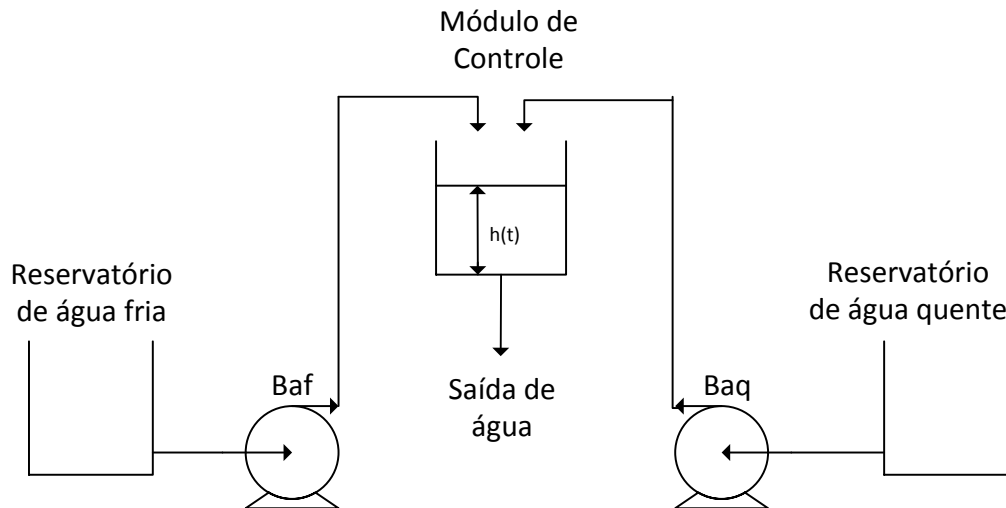 Módulo de
Controle
h(t)
Reservatório
de água fria
Reservatório
de água quente
Baf
Saída de
água
Baq